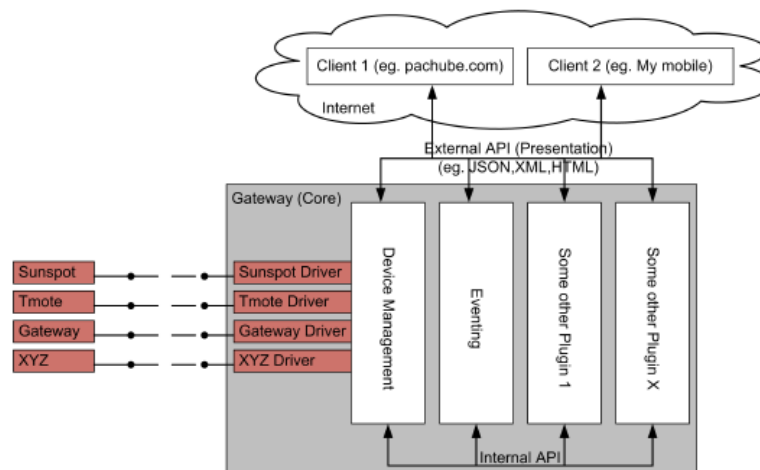 Client 1 (eg. pachube.com)
Client 2 (eg. My mobile)
Internet
External API (Presentation)
(eg. JSON,XML,HTML)
Gateway (Core)
Sunspot
Tmote
Gateway
XYZ
Sunspot Driver
Tmote Driver
Gateway Driver
XYZ Driver
Device Management
Eventing
Some other Plugin 1
Some other Plugin X
Internal API